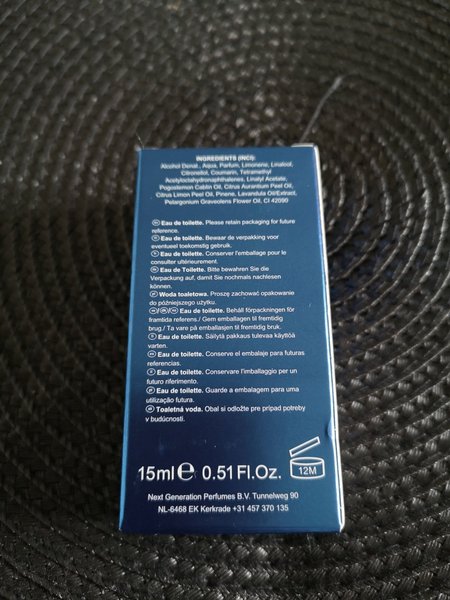 INGREDIENTS (INCI):
Alcohol Denat., Aqua, Parfum, Limonene, Linalool,
Citronellol, Coumarin, Tetramethyl
Acetyloctahydronaphthalenes, Linalyl Acetate,
Pogostemon Cablin Oil, Citrus Aurantium Peel Oil,
Citrus Limon Peel Oil, Pinene, Lavandula Oil/Extract,
Pelargonium Graveolens Flower Oil, CI 42090
Eau de toilette. Please retain packaging for future
reference.
Eau de toilette. Bewaar de verpakking voor
eventueel toekomstig gebruik.
Eau de toilette. Conserver l'emballage pour le
consulter ultérieurement.
Eau de Toilette. Bitte bewahren Sie die
Verpackung auf, damit Sie nochmals nachlesen
können.
Woda toaletowa. Proszę zachować opakowanie
do późniejszego użytku.
Eau de toilette. Behåll förpackningen för
framtida referens./ Gem emballagen til fremtidig
brug./ Ta vare på emballasjen til fremtidig bruk.
Eau de toilette. Säilytä pakkaus tulevaa käyttöä
varten.
Eau de toilette. Conserve el embalaje para futuras
referencias.
Eau de toilette. Conservare l'imballaggio per un
futuro riferimento.
Eau de toilette. Guarde a embalagem para uma
utilização futura.
Toaletná voda. Obal si odložte pre prípad potreby
v budúcnosti.
15ml e 0.51 Fl.Oz.
12M
Next Generation Perfumes B.V. Tunnelweg 90
NL-6468 EK Kerkrade +31 457 370 135